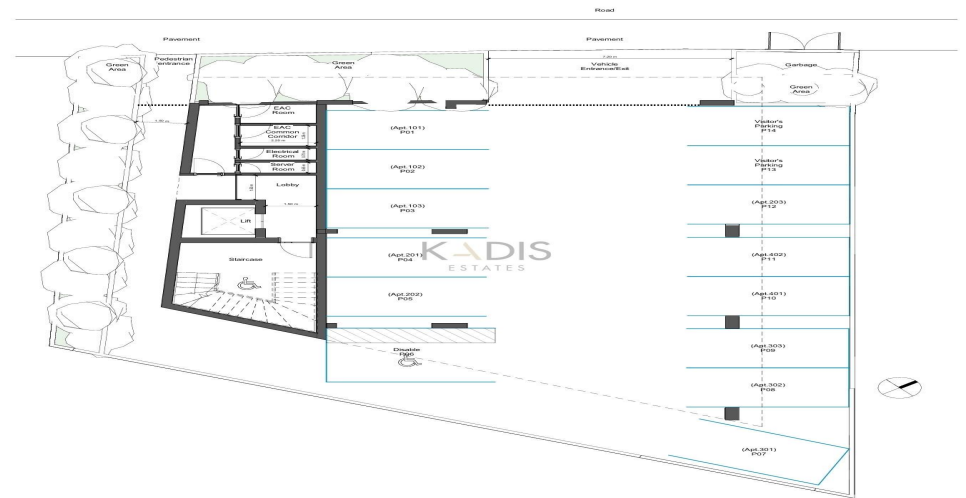 Road
Pavement
Pavement
Green
Area
Pedestrian
entrance
Green
Area
Vehicle
Entrance/Exit
Garbage
Green
Area
EAC
Room
EAC
Common
Corridor
Electrical
Room
Server
Room
Lobby
Lift
Staircase
(Apt.101)
P01
(Apt.102)
P02
(Apt.103)
P03
(Apt.201)
P04
(Apt.202)
P05
Disable
P06
KADIS
ESTATES
Visitor's
Parking
P14
Visitor's
Parking
P13
(Apt.203)
P12
(Apt.402)
P11
(Apt.401)
P10
(Apt.303)
P09
(Apt.302)
P08
(Apt.301)
P07